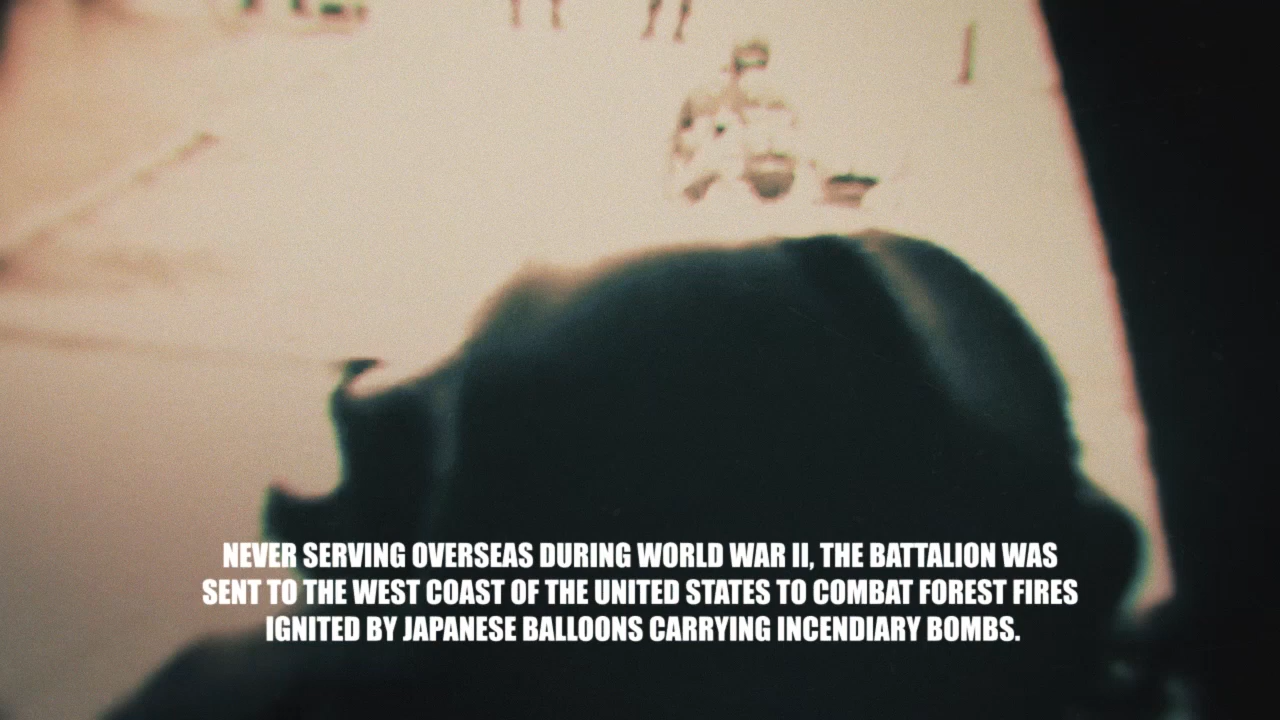 NEVER SERVING OVERSEAS DURING WORLD WAR II, THE BATTALION WAS
SENT TO THE WEST COAST OF THE UNITED STATES TO COMBAT FOREST FIRES
IGNITED BY JAPANESE BALLOONS CARRYING INCENDIARY BOMBS.